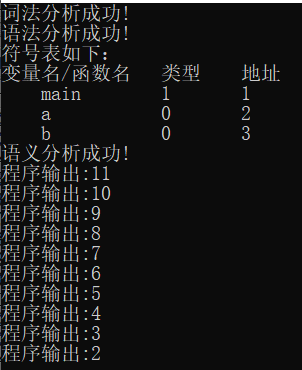 词法分析成功!
语法分析成功!
符号表如下:
变量名/函数名 类型 地址
main 1 1
a 0 2
b 0 3
语义分析成功!
程序输出:11
程序输出:10
程序输出:9
程序输出:8
程序输出:7
程序输出:6
程序输出:5
程序输出:4
程序输出:3
程序输出:2